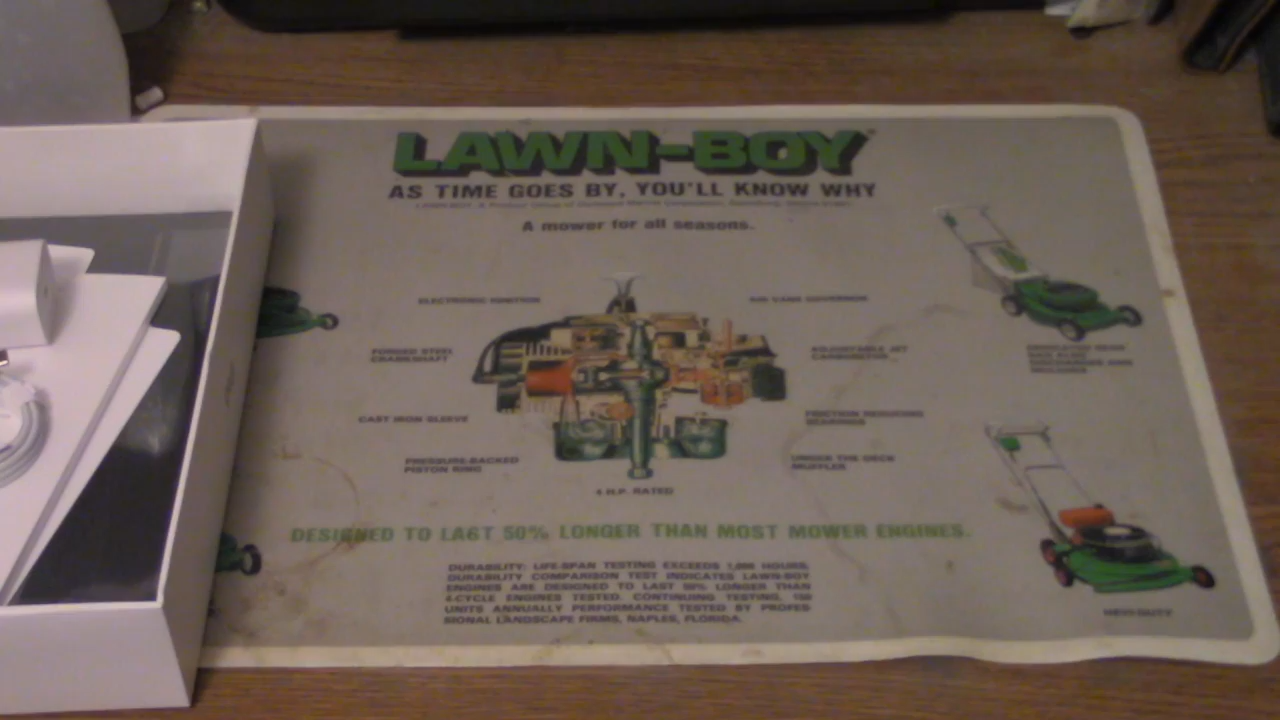 LAWN-BOY
AS TIME GOES BY, YOU'LL KNOW WHY
A mower for all seasons.
ELECTRONIC IGNITION
AIR VANE GOVERNOR
FORGED STEEL
CRANKSHAFT
ADJUSTABLE JET
CARBURETOR
CAST IRON SLEEVE
FRICTION REDUCING
BEARINGS
PRESSURE-BACKED
PISTON RING
UNDER THE DECK
MUFFLER
4 H.P. RATED
DESIGNED TO LAST 50% LONGER THAN MOST MOWER ENGINES.
DURABILITY: LIFE-SPAN TESTING EXCEEDS 1,000 HOURS.
DURABILITY COMPARISON TEST INDICATES LAWN-BOY
ENGINES ARE DESIGNED TO LAST 50% LONGER THAN
4-CYCLE ENGINES TESTED. CONTINUING TESTING, 100
UNITS ANNUALLY PERFORMANCE TESTED BY PROFES
SIONAL LANDSCAPE FIRMS, NAPLES, FLORIDA.